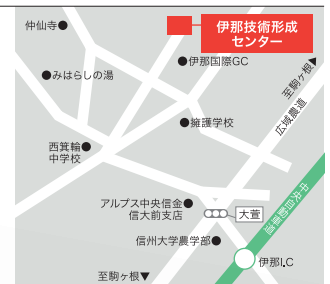 仲仙寺●
伊那技術形成
センター
●伊那国際GC
至駒ヶ根▲
●みはらしの湯
広域農道
●擁護学校
西箕輪●
中学校
中央自動車道
アルプス中央信金●
信大前支店
大萱
信州大学農学部●
伊那I.C
至駒ヶ根▼